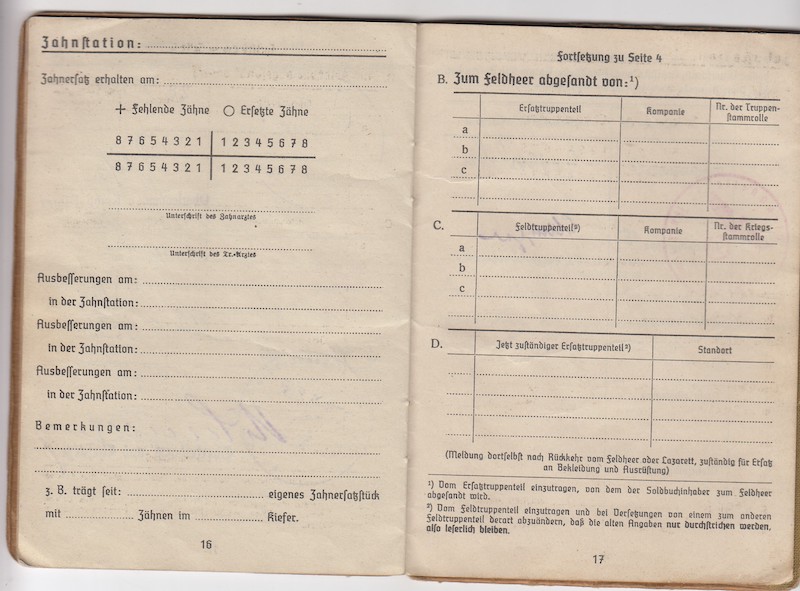 Zahnstation:
Zahnersatz erhalten am:
+ Fehlende Zähne ○ Ersetzte Zähne
8 7 6 5 4 3 2 1 | 1 2 3 4 5 6 7 8
8 7 6 5 4 3 2 1 | 1 2 3 4 5 6 7 8
Unterschrift des Zahnarztes
Unterschrift des Tr.-Arztes
Ausbesserungen am:
in der Zahnstation:
Ausbesserungen am:
in der Zahnstation:
Ausbesserungen am:
in der Zahnstation:
Bemerkungen:
z. B. trägt seit: eigenes Zahnersatzstück
mit Zähnen im Kiefer.
16
Fortsetzung zu Seite 4
B. Zum Feldheer abgesandt von:¹)
Ersatztruppenteil Kompanie Nr. der Truppen-
stammrolle
a
b
c
C. Feldtruppenteil²) Kompanie Nr. der Kriegs-
stammrolle
a
b
c
D. Jetzt zuständiger Ersatztruppenteil²) Standort
(Meldung dortselbst nach Rückkehr vom Feldheer oder Lazarett, zuständig für Ersatz
an Bekleidung und Ausrüstung)
¹) Vom Ersatztruppenteil einzutragen, von dem der Soldbuchinhaber zum Feldheer
abgesandt wird.
²) Vom Feldtruppenteil einzutragen und bei Versetzungen von einem zum anderen
Feldtruppenteil derart abzuändern, daß die alten Angaben nur durchstrichen werden,
also leserlich bleiben.
17